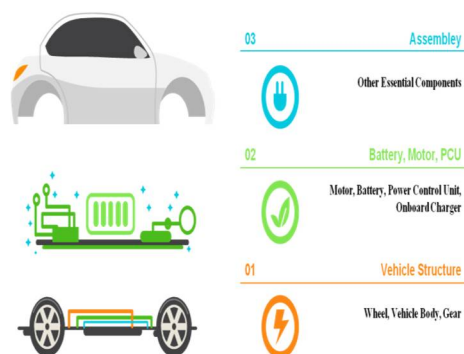 03 Assembley
Other Essential Components
02 Battery, Motor, PCU
Motor, Battery, Power Control Unit,
Onboard Charger
01 Vehicle Structure
Wheel, Vehicle Body, Gear